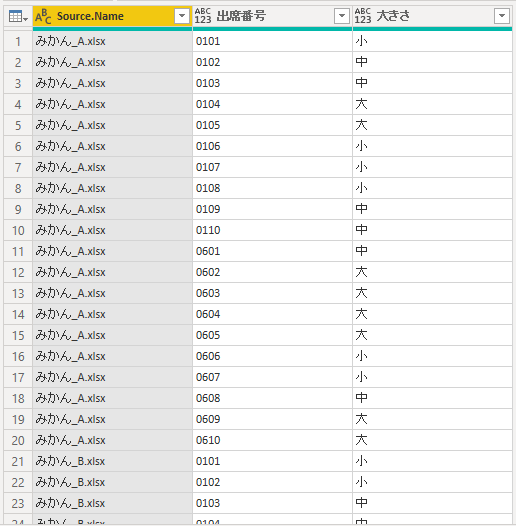 ABC Source.Name ABC123 出席番号 ABC123 大きさ
1 みかん_A.xlsx 0101 小
2 みかん_A.xlsx 0102 中
3 みかん_A.xlsx 0103 中
4 みかん_A.xlsx 0104 大
5 みかん_A.xlsx 0105 大
6 みかん_A.xlsx 0106 小
7 みかん_A.xlsx 0107 小
8 みかん_A.xlsx 0108 小
9 みかん_A.xlsx 0109 中
10 みかん_A.xlsx 0110 中
11 みかん_A.xlsx 0601 中
12 みかん_A.xlsx 0602 大
13 みかん_A.xlsx 0603 大
14 みかん_A.xlsx 0604 大
15 みかん_A.xlsx 0605 大
16 みかん_A.xlsx 0606 小
17 みかん_A.xlsx 0607 小
18 みかん_A.xlsx 0608 中
19 みかん_A.xlsx 0609 大
20 みかん_A.xlsx 0610 大
21 みかん_B.xlsx 0101 小
22 みかん_B.xlsx 0102 小
23 みかん_B.xlsx 0103 中
24 みかん_B.xlsx 0104 中